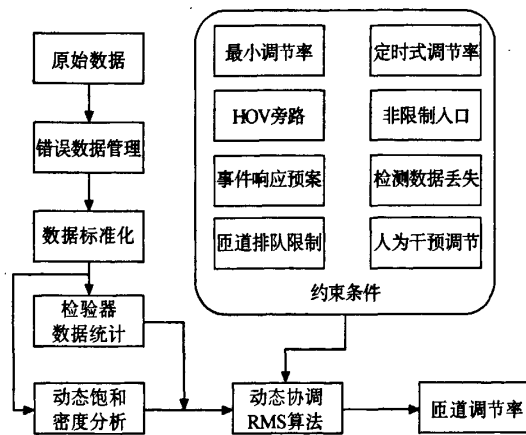 原始数据
错误数据管理
数据标准化
检验器
数据统计
动态饱和
密度分析
最小调节率
定时式调节率
HOV旁路
非限制入口
事件响应预案
检测数据丢失
匝道排队限制
人为干预调节
约束条件
动态协调
RMS算法
匝道调节率